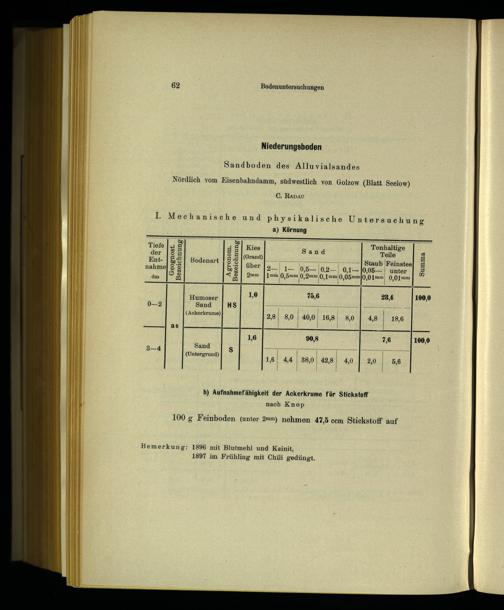 62 Bodenuntersuchungen
Niederungsboden
Sandboden des Alluvialsandes
Nördlich vom Eisenbahndamm, südwestlich von Golzow (Blatt Seelow)
C. Radau
I. Mechanische und physikalische Untersuchung
a) Körnung
Tiefe der Ent- nahme dm
Geognost. Bezeichnung
Bodenart
Agronom. Bezeichnung
Kies (Grand) über 2mm
Sand
2— 1mm
1— 0,5mm
0,5— 0,2mm
0,2— 0,1mm
0,1— 0,05mm
Tonhaltige Teile
Staub 0,05— 0,01mm
Feinstes unter 0,01mm
Summa
0—2 Humoser Sand (Ackerkrume) HS 1,0 75,6 23,4 100,0
2,8 8,0 40,0 16,8 8,0 4,8 18,6
as
3—4 Sand (Untergrund) S 1,6 90,8 7,6 100,0
1,6 4,4 38,0 42,8 4,0 2,0 5,6
b) Aufnahmefähigkeit der Ackerkrume für Stickstoff
nach Knop
100 g Feinboden (unter 2mm) nehmen 47,5 ccm Stickstoff auf
Bemerkung: 1896 mit Blutmehl und Kainit,
1897 im Frühling mit Chili gedüngt.